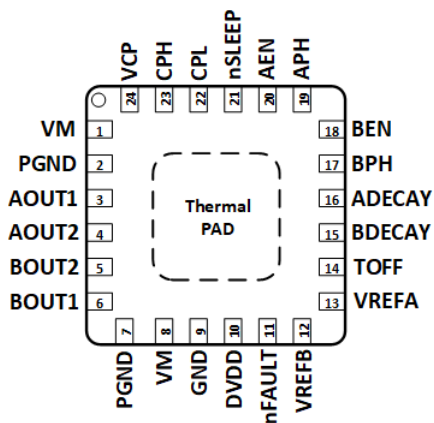 VCP
CPH
CPL
nSLEEP
AEN
APH
24
23
22
21
20
19
VM 1
PGND 2
AOUT1 3
AOUT2 4
BOUT2 5
BOUT1 6
Thermal
PAD
18 BEN
17 BPH
16 ADECAY
15 BDECAY
14 TOFF
13 VREFA
7
8
9
10
11
12
PGND
VM
GND
DVDD
nFAULT
VREFB